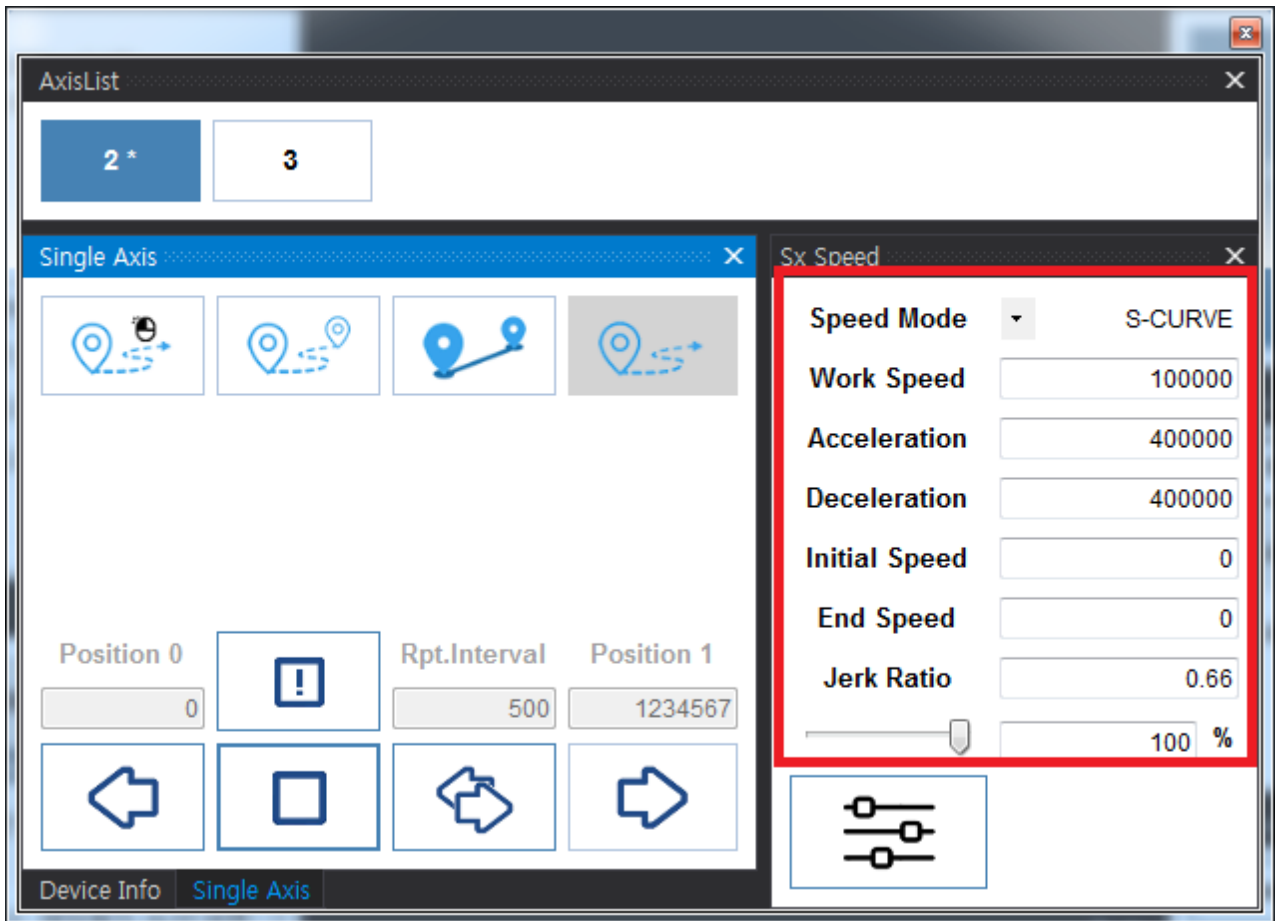 AxisList
2 *
3
Single Axis
Position 0
Rpt.Interval
Position 1
0
500
1234567
Device Info
Single Axis
Sx Speed
Speed Mode
S-CURVE
Work Speed
100000
Acceleration
400000
Deceleration
400000
Initial Speed
0
End Speed
0
Jerk Ratio
0.66
100 %